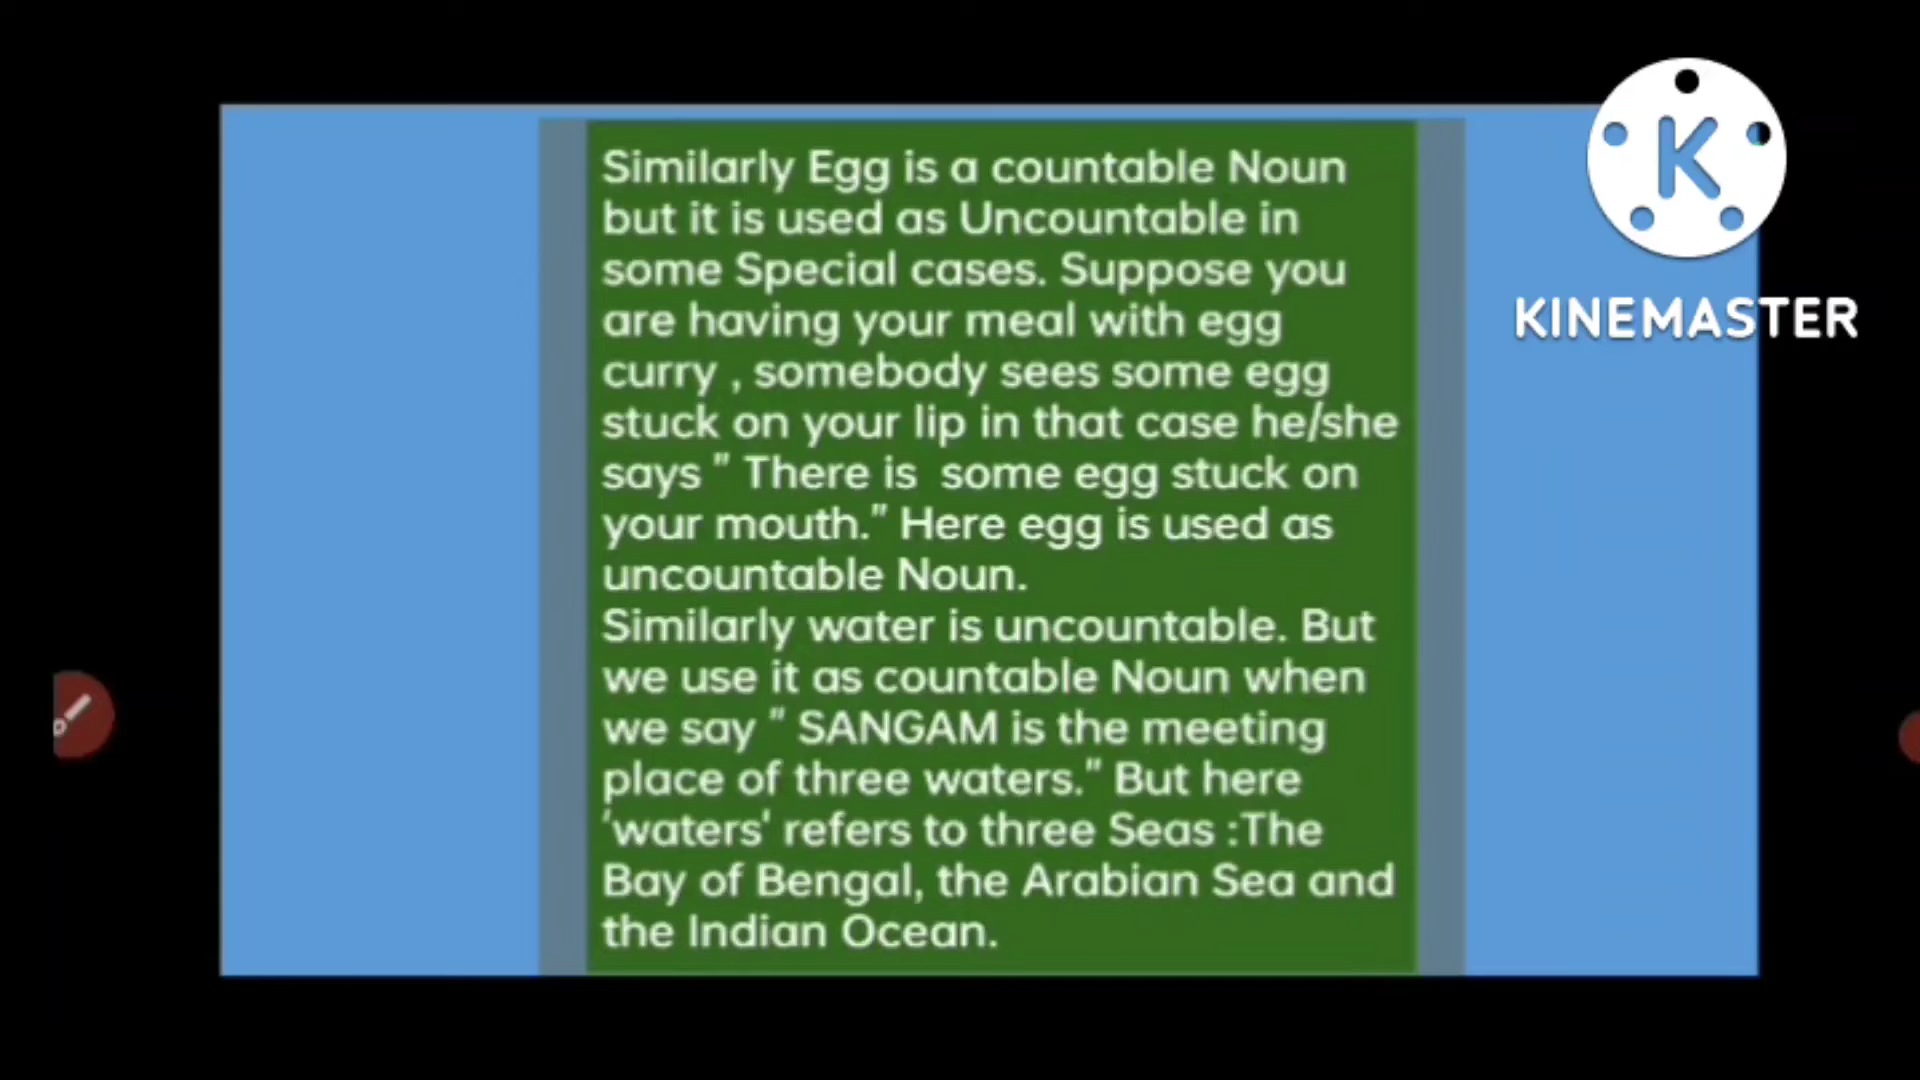 Similarly Egg is a countable Noun
but it is used as Uncountable in
some Special cases. Suppose you
are having your meal with egg
curry , somebody sees some egg
stuck on your lip in that case he/she
says " There is  some egg stuck on
your mouth." Here egg is used as
uncountable Noun.
Similarly water is uncountable. But
we use it as countable Noun when
we say " SANGAM is the meeting
place of three waters." But here
'waters' refers to three Seas :The
Bay of Bengal, the Arabian Sea and
the Indian Ocean.
K
KINEMASTER